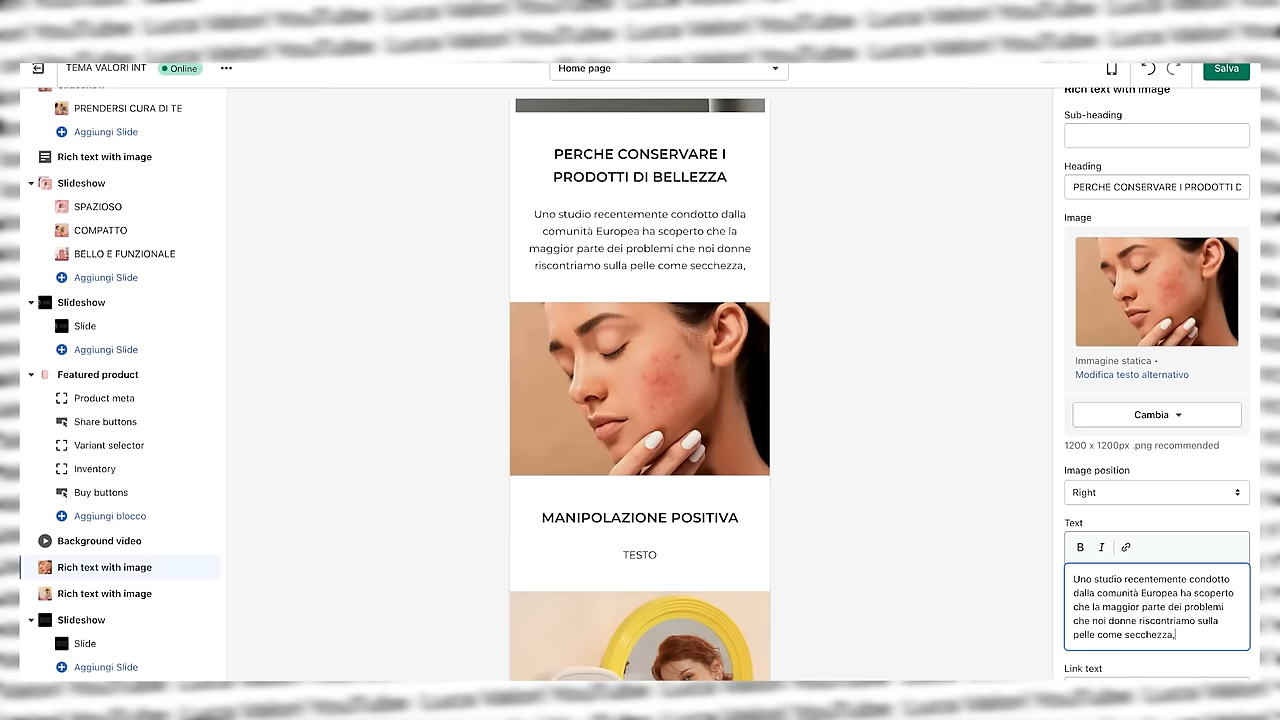 TEMA VALORI INT
Online
Home page
Salva
Slideshow
PRENDERSI CURA DI TE
Aggiungi Slide
Rich text with image
Slideshow
SPAZIOSO
COMPATTO
BELLO E FUNZIONALE
Aggiungi Slide
Slideshow
Slide
Aggiungi Slide
Featured product
Product meta
Share buttons
Variant selector
Inventory
Buy buttons
Aggiungi blocco
Background video
Rich text with image
Rich text with image
Slideshow
Slide
Aggiungi Slide
PERCHE CONSERVARE I
PRODOTTI DI BELLEZZA
Uno studio recentemente condotto dalla
comunità Europea ha scoperto che la
maggior parte dei problemi che noi donne
riscontriamo sulla pelle come secchezza,
MANIPOLAZIONE POSITIVA
TESTO
Rich text with image
Sub-heading
Heading
PERCHE CONSERVARE I PRODOTTI D
Image
Immagine statica •
Modifica testo alternativo
Cambia
1200 x 1200px .png recommended
Image position
Right
Text
B I
Uno studio recentemente condotto
dalla comunità Europea ha scoperto
che la maggior parte dei problemi
che noi donne riscontriamo sulla
pelle come secchezza,
Link text